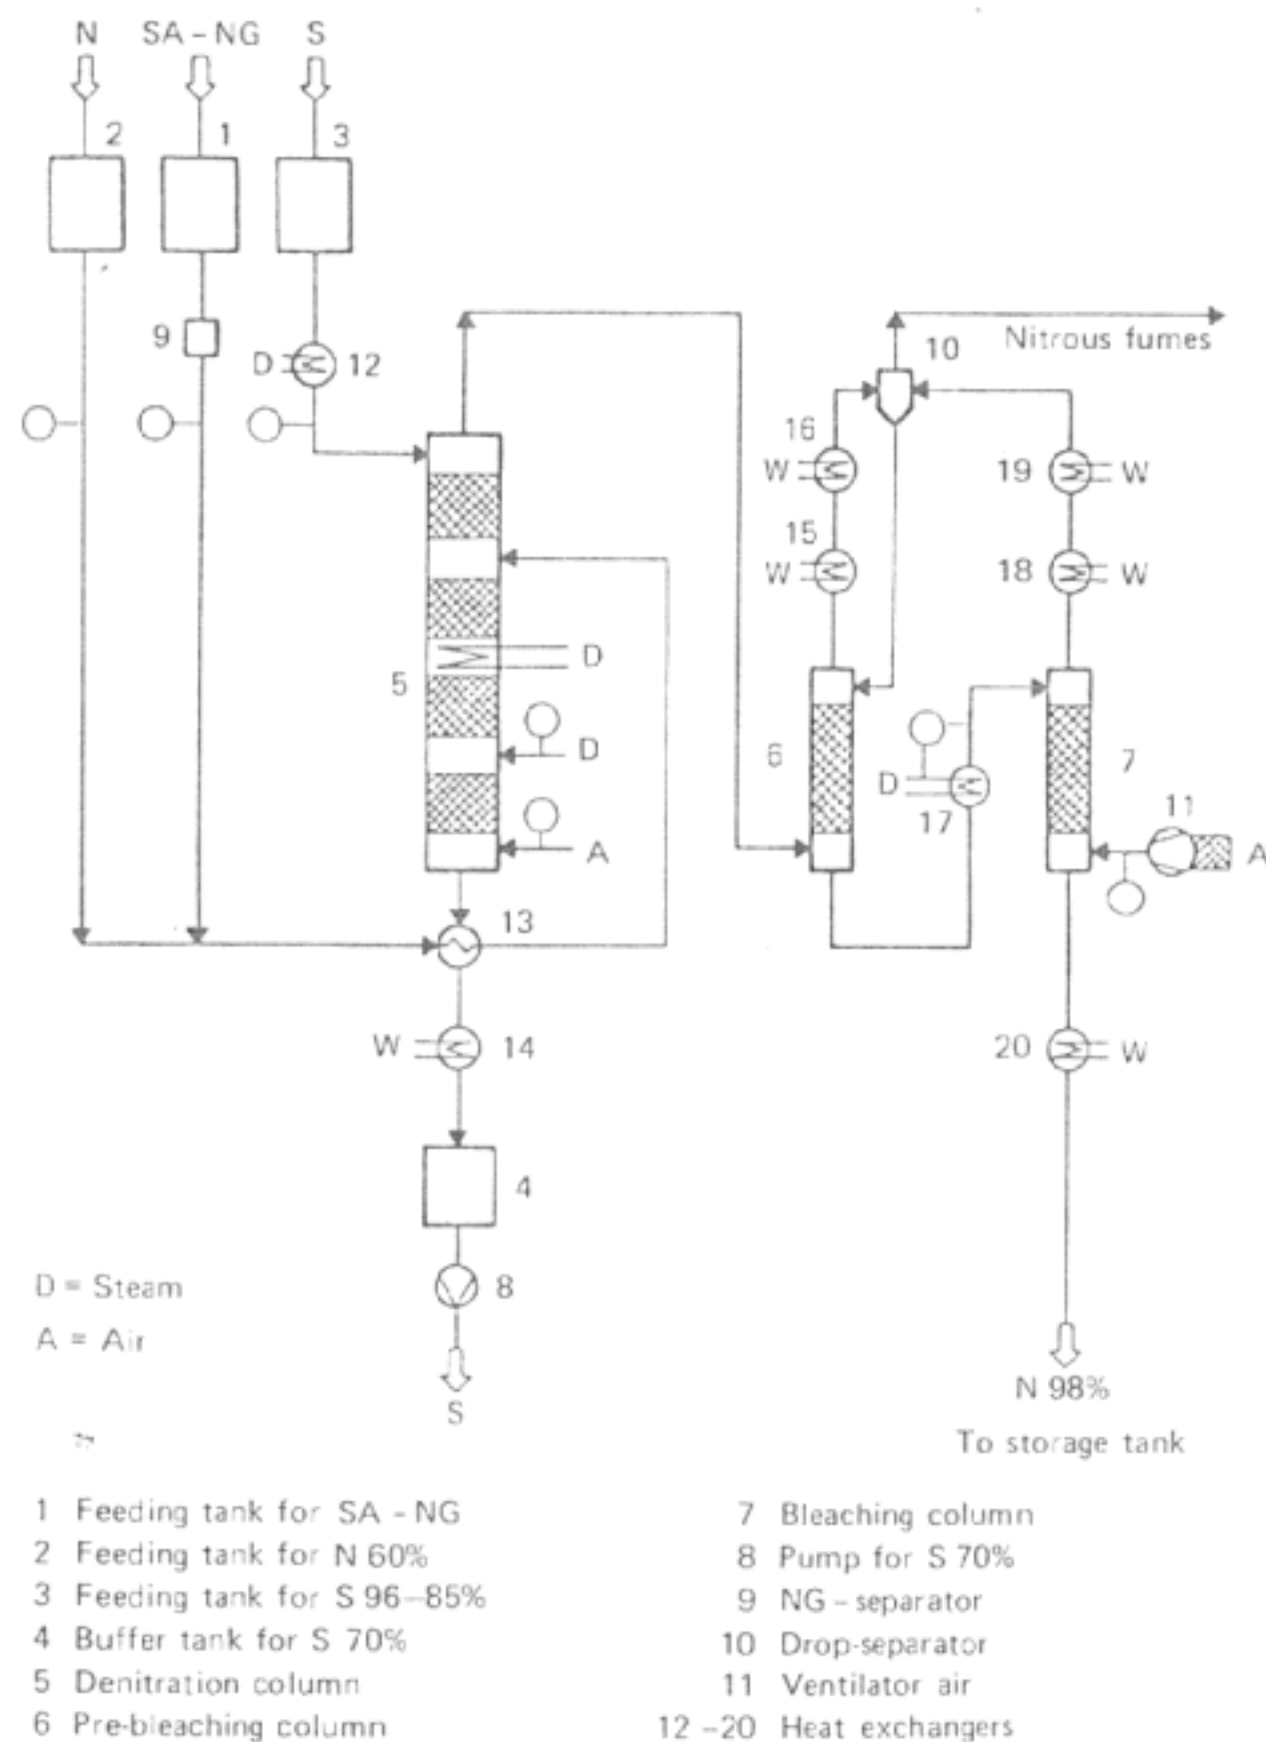 N SA – NG S
2 1 3
9 D 12
10 Nitrous fumes
16
W 19 W
15
W 18 W
5 D
D
6 D 17 7 11 A
A
13
W 14 20 W
4
D = Steam 8
A = Air
N 98%
S
To storage tank
1 Feeding tank for SA - NG
2 Feeding tank for N 60%
3 Feeding tank for S 96–85%
4 Buffer tank for S 70%
5 Denitration column
6 Pre-bleaching column
7 Bleaching column
8 Pump for S 70%
9 NG – separator
10 Drop-separator
11 Ventilator air
12 –20 Heat exchangers